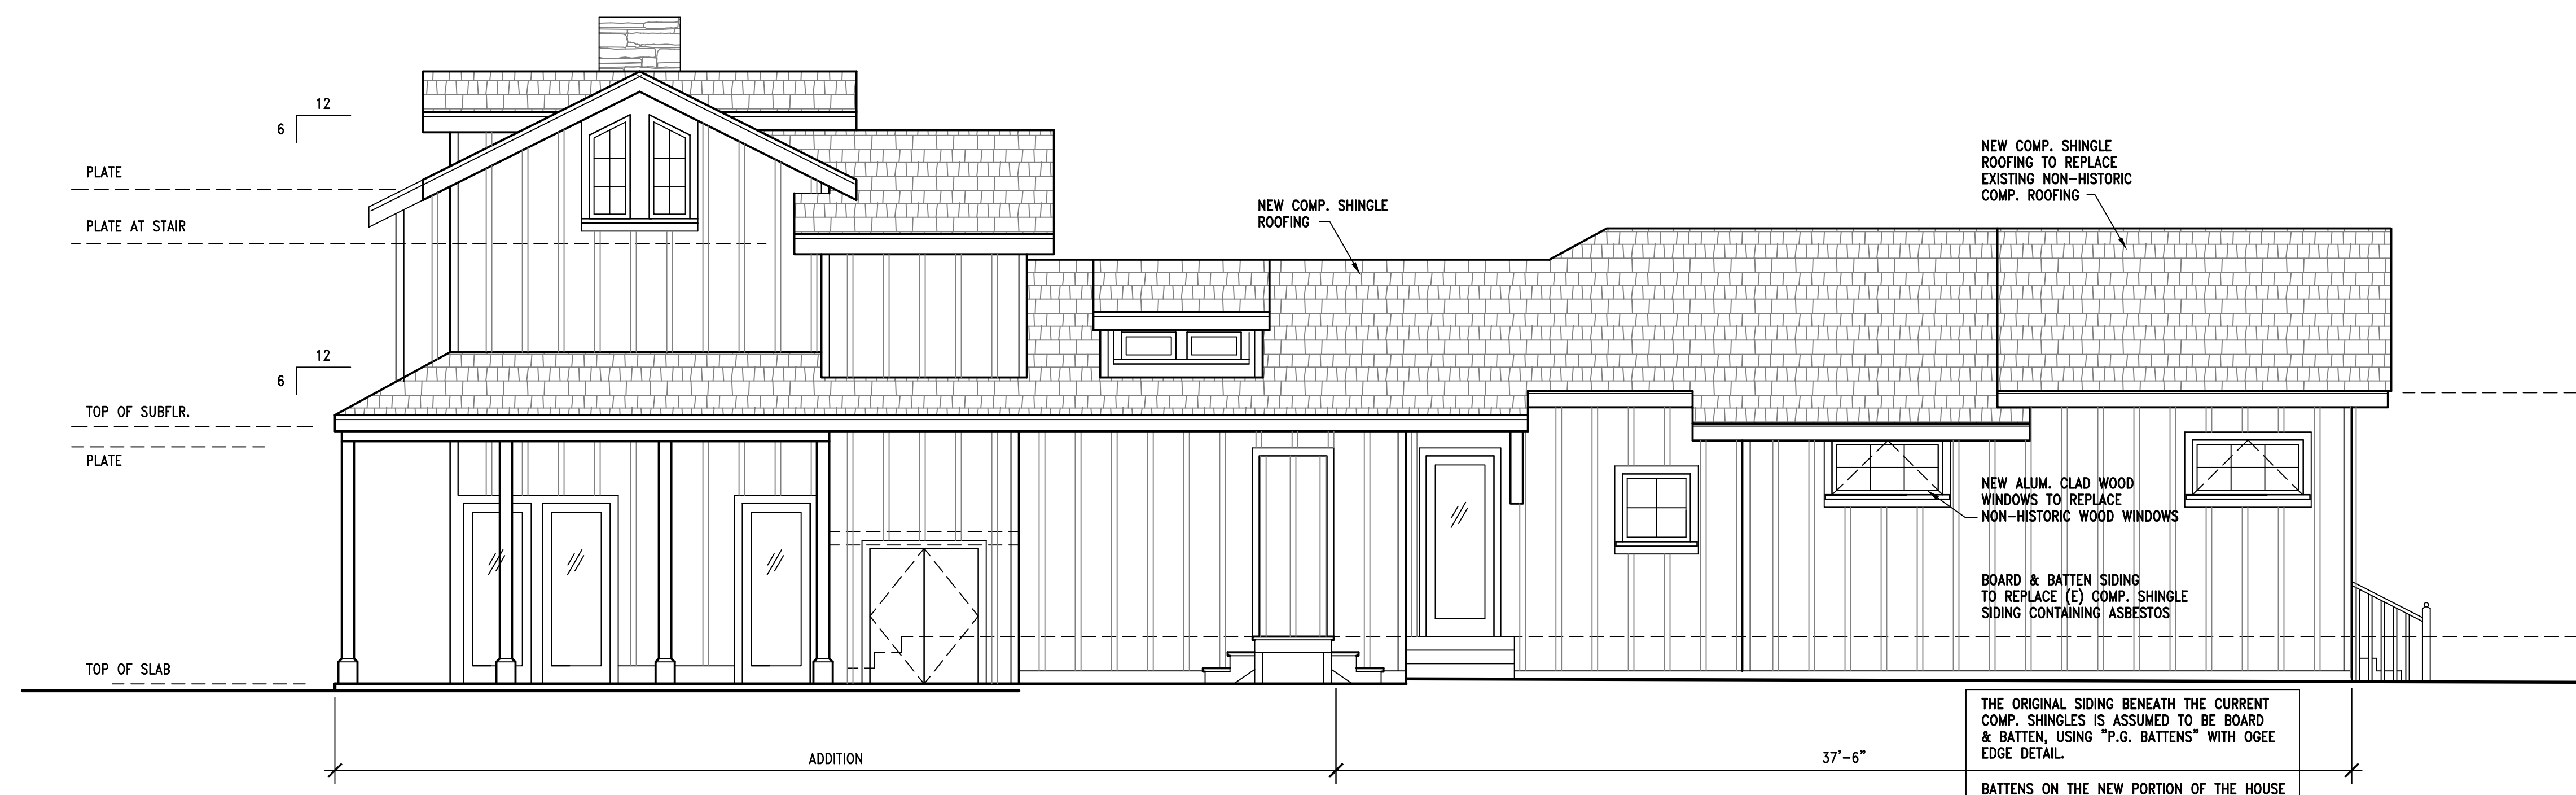 12
6
PLATE
PLATE AT STAIR
12
6
TOP OF SUBFLR.
PLATE
TOP OF SLAB
NEW COMP. SHINGLE
ROOFING
NEW COMP. SHINGLE
ROOFING TO REPLACE
EXISTING NON-HISTORIC
COMP. ROOFING
NEW ALUM. CLAD WOOD
WINDOWS TO REPLACE
NON-HISTORIC WOOD WINDOWS
BOARD & BATTEN SIDING
TO REPLACE (E) COMP. SHINGLE
SIDING CONTAINING ASBESTOS
THE ORIGINAL SIDING BENEATH THE CURRENT
COMP. SHINGLES IS ASSUMED TO BE BOARD
& BATTEN, USING "P.G. BATTENS" WITH OGEE
EDGE DETAIL.
BATTENS ON THE NEW PORTION OF THE HOUSE
ADDITION
37'-6"